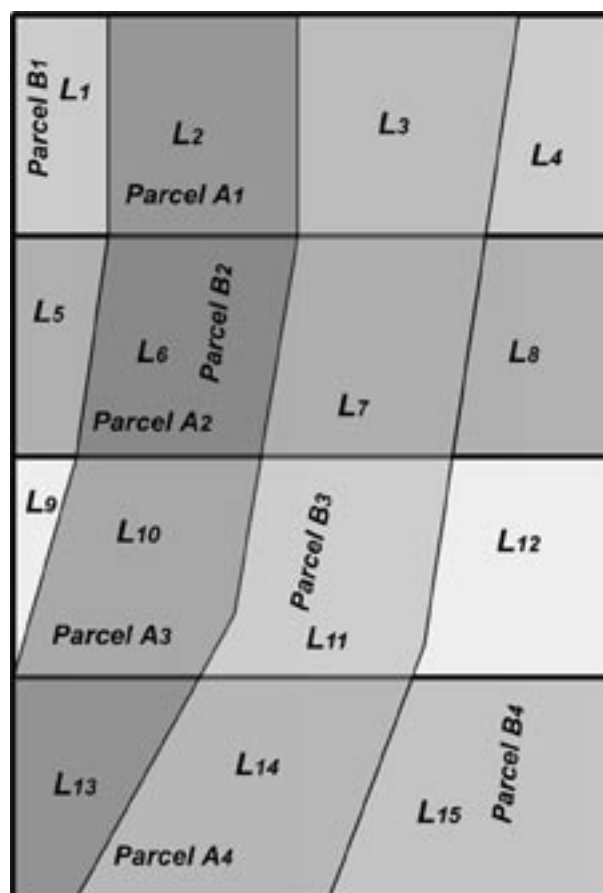 Parcel B1
L1
L2
Parcel A1
L3
L4
L5
L6
Parcel B2
Parcel A2
L7
L8
L9
L10
Parcel A3
Parcel B3
L11
L12
L13
L14
Parcel A4
L15
Parcel B4